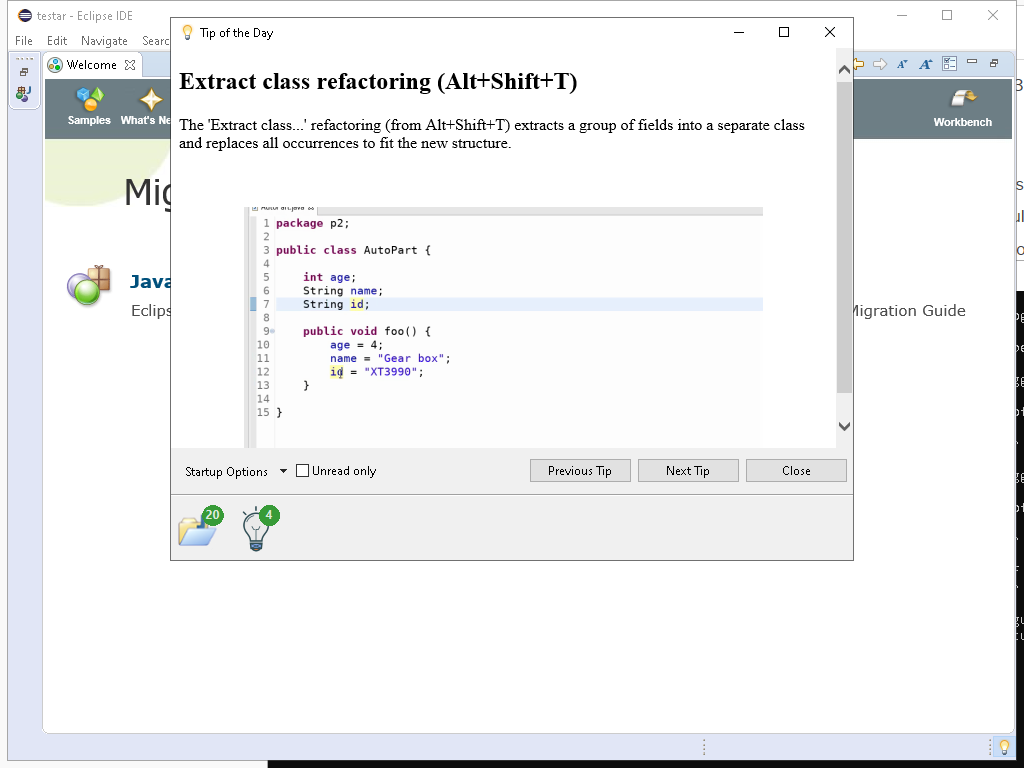 testar - Eclipse IDE
File Edit Navigate Searc
Welcome
Samples What's Ne
Workbench
Mig
Java
Eclips
Migration Guide
Tip of the Day
Extract class refactoring (Alt+Shift+T)
The 'Extract class...' refactoring (from Alt+Shift+T) extracts a group of fields into a separate class
and replaces all occurrences to fit the new structure.
AutoPart.java
1 package p2;
2
3 public class AutoPart {
4
5 int age;
6 String name;
7 String id;
8
9 public void foo() {
10 age = 4;
11 name = "Gear box";
12 id = "XT3990";
13 }
14
15 }
Startup Options Unread only Previous Tip Next Tip Close
20 4